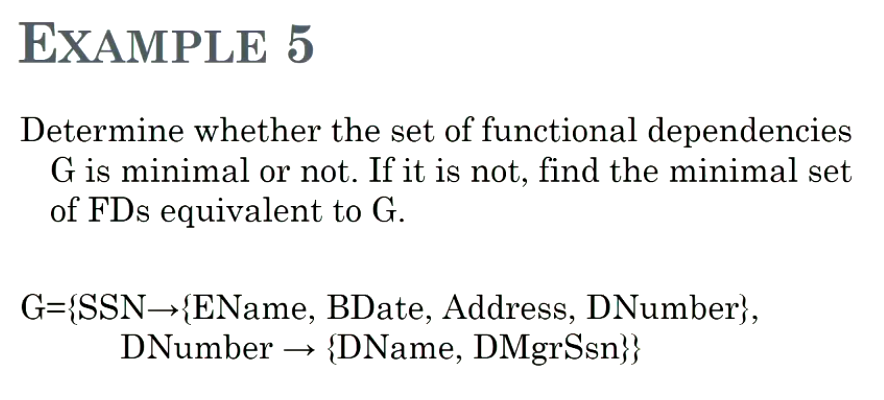 EXAMPLE 5
Determine whether the set of functional dependencies
G is minimal or not. If it is not, find the minimal set
of FDs equivalent to G.
G={SSN→{EName, BDate, Address, DNumber},
DNumber → {DName, DMgrSsn}}